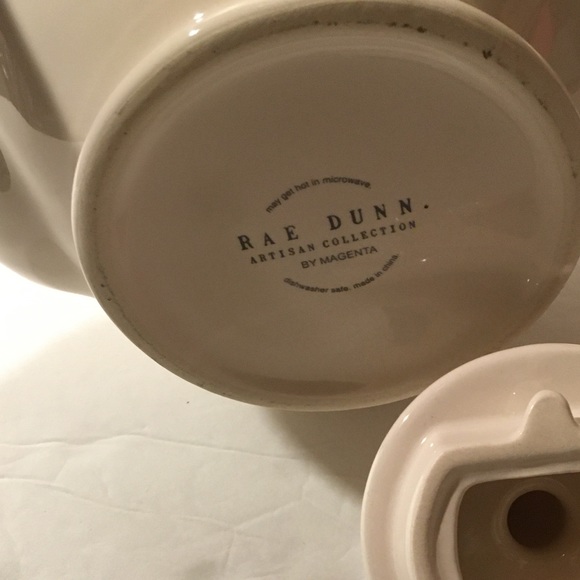 may get hot in microwave.
RAE DUNN.
ARTISAN COLLECTION
BY MAGENTA
dishwasher safe. made in china.